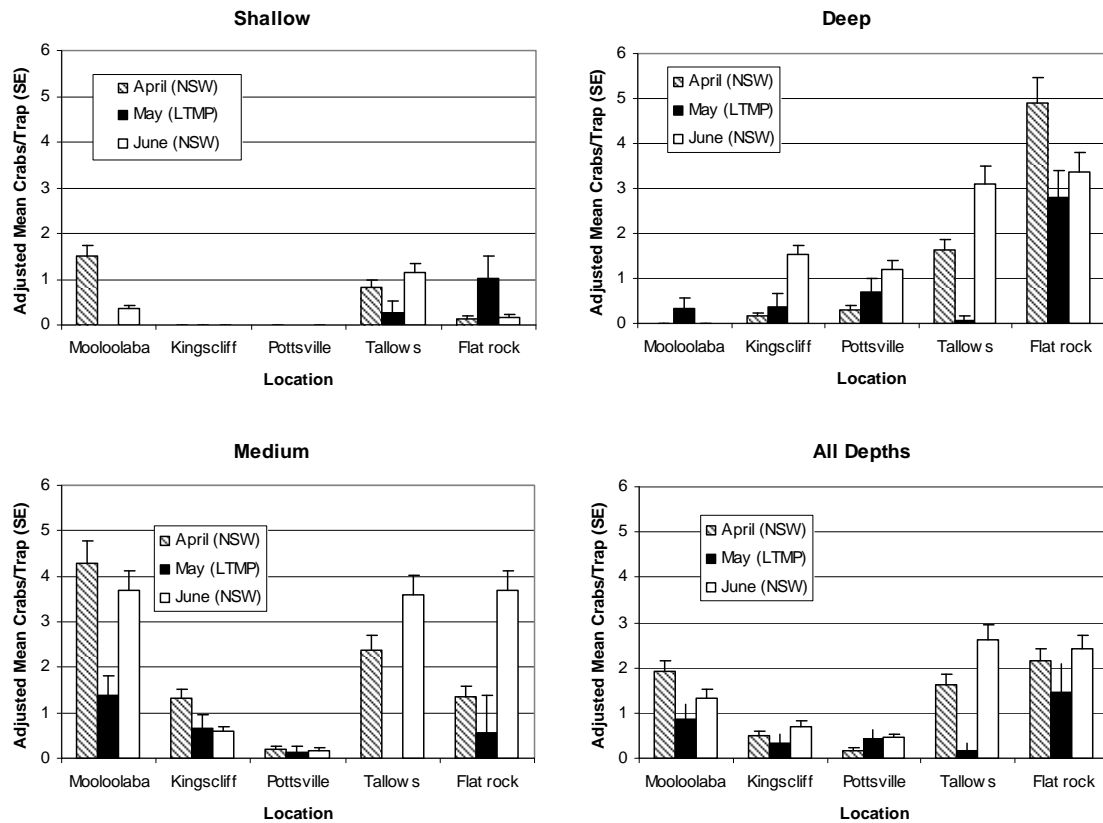 Shallow
Adjusted Mean Crabs/Trap (SE)
6
5
4
3
2
1
0
April (NSW)
May (LTMP)
June (NSW)
Mooloolaba Kingscliff Pottsville Tallows Flat rock
Location
Deep
Adjusted Mean Crabs/Trap (SE)
6
5
4
3
2
1
0
April (NSW)
May (LTMP)
June (NSW)
Mooloolaba Kingscliff Pottsville Tallows Flat rock
Location
Medium
Adjusted Mean Crabs/Trap (SE)
6
5
4
3
2
1
0
April (NSW)
May (LTMP)
June (NSW)
Mooloolaba Kingscliff Pottsville Tallows Flat rock
Location
All Depths
Adjusted Mean Crabs/Trap (SE)
6
5
4
3
2
1
0
April (NSW)
May (LTMP)
June (NSW)
Mooloolaba Kingscliff Pottsville Tallows Flat rock
Location